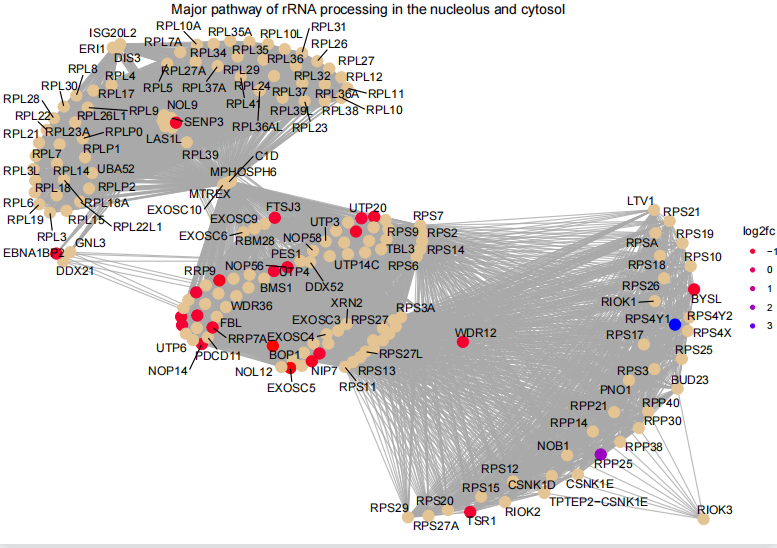 Major pathway of rRNA processing in the nucleolus and cytosol
ISG20L2
ERI1
DIS3
RPL10A
RPL7A
RPL35A
RPL10L
RPL31
RPL34
RPL35
RPL36
RPL26
RPL27
RPL8
RPL4
RPL27A
RPL29
RPL32
RPL12
RPL30
RPL17
RPL5
RPL37A
RPL24
RPL37
RPL36A
RPL11
RPL28
RPL22
RPL26L1
RPL9
NOL9
RPL41
RPL39L
RPL38
RPL10
RPL21
RPL23A
RPLP0
SENP3
RPL36AL
RPL23
LAS1L
RPL7
RPLP1
RPL39
C1D
RPL3L
RPL14
UBA52
MPHOSPH6
RPL18
RPLP2
MTREX
RPL6
RPL18A
EXOSC10
RPL19
RPL15
RPL22L1
RPL3
GNL3
EBNA1BP2
DDX21
FTSJ3
UTP20
EXOSC9
UTP3
RPS7
EXOSC6
RBM28
NOP58
RPS9
RPS2
PES1
TBL3
RPS14
NOP56
UTP4
UTP14C
RPS6
RRP9
BMS1
DDX52
WDR36
XRN2
RPS3A
FBL
EXOSC3
RPS27
RRP7A
EXOSC4
UTP6
PDCD11
BOP1
RPS27L
NOP14
NOL12
NIP7
RPS13
EXOSC5
RPS11
WDR12
LTV1
RPS21
RPSA
RPS19
RPS18
RPS10
RPS26
BYSL
RIOK1
RPS4Y1
RPS4Y2
RPS17
RPS4X
RPS25
RPS3
BUD23
PNO1
RPP21
RPP40
RPP14
RPP30
NOB1
RPP38
RPP25
RPS12
CSNK1D
CSNK1E
RPS15
TPTEP2−CSNK1E
RPS20
RIOK2
RPS29
RPS27A
TSR1
RIOK3
log2fc
−1
0
1
2
3